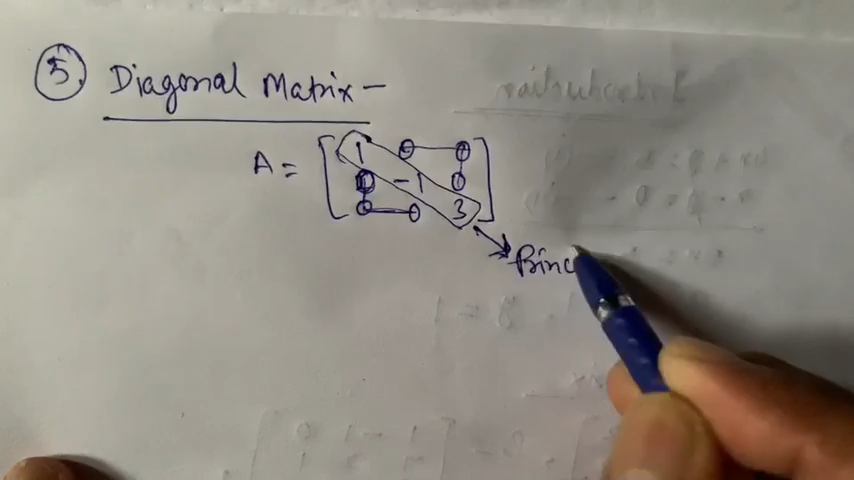 5. Diagonal Matrix -
A = [ 1 0 0
0 -1 0
0 0 3 ]
Princ